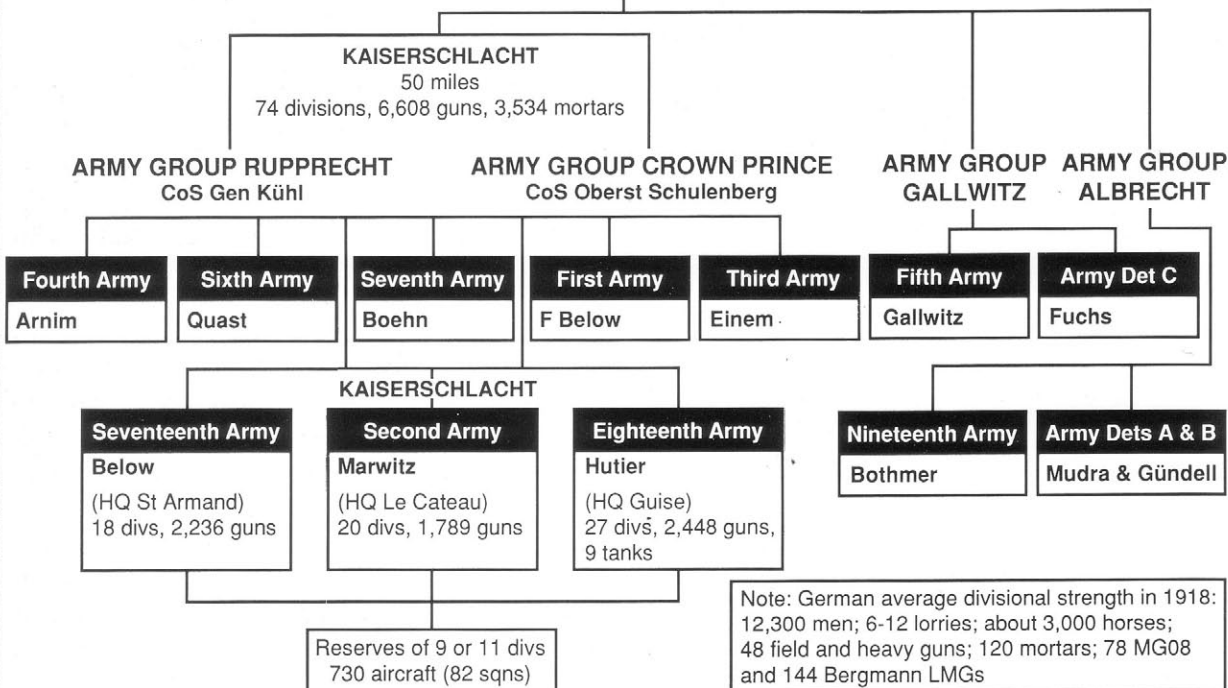 KAISERSCHLACHT
50 miles
74 divisions, 6,608 guns, 3,534 mortars
ARMY GROUP RUPPRECHT
CoS Gen Kühl
ARMY GROUP CROWN PRINCE
CoS Oberst Schulenberg
ARMY GROUP
GALLWITZ
ARMY GROUP
ALBRECHT
Fourth Army
Arnim
Sixth Army
Quast
Seventh Army
Boehn
First Army
F Below
Third Army
Einem
Fifth Army
Gallwitz
Army Det C
Fuchs
KAISERSCHLACHT
Seventeenth Army
Below
(HQ St Armand)
18 divs, 2,236 guns
Second Army
Marwitz
(HQ Le Cateau)
20 divs, 1,789 guns
Eighteenth Army
Hutier
(HQ Guise)
27 divs, 2,448 guns,
9 tanks
Nineteenth Army
Bothmer
Army Dets A & B
Mudra & Gündell
Reserves of 9 or 11 divs
730 aircraft (82 sqns)
Note: German average divisional strength in 1918:
12,300 men; 6-12 lorries; about 3,000 horses;
48 field and heavy guns; 120 mortars; 78 MG08
and 144 Bergmann LMGs